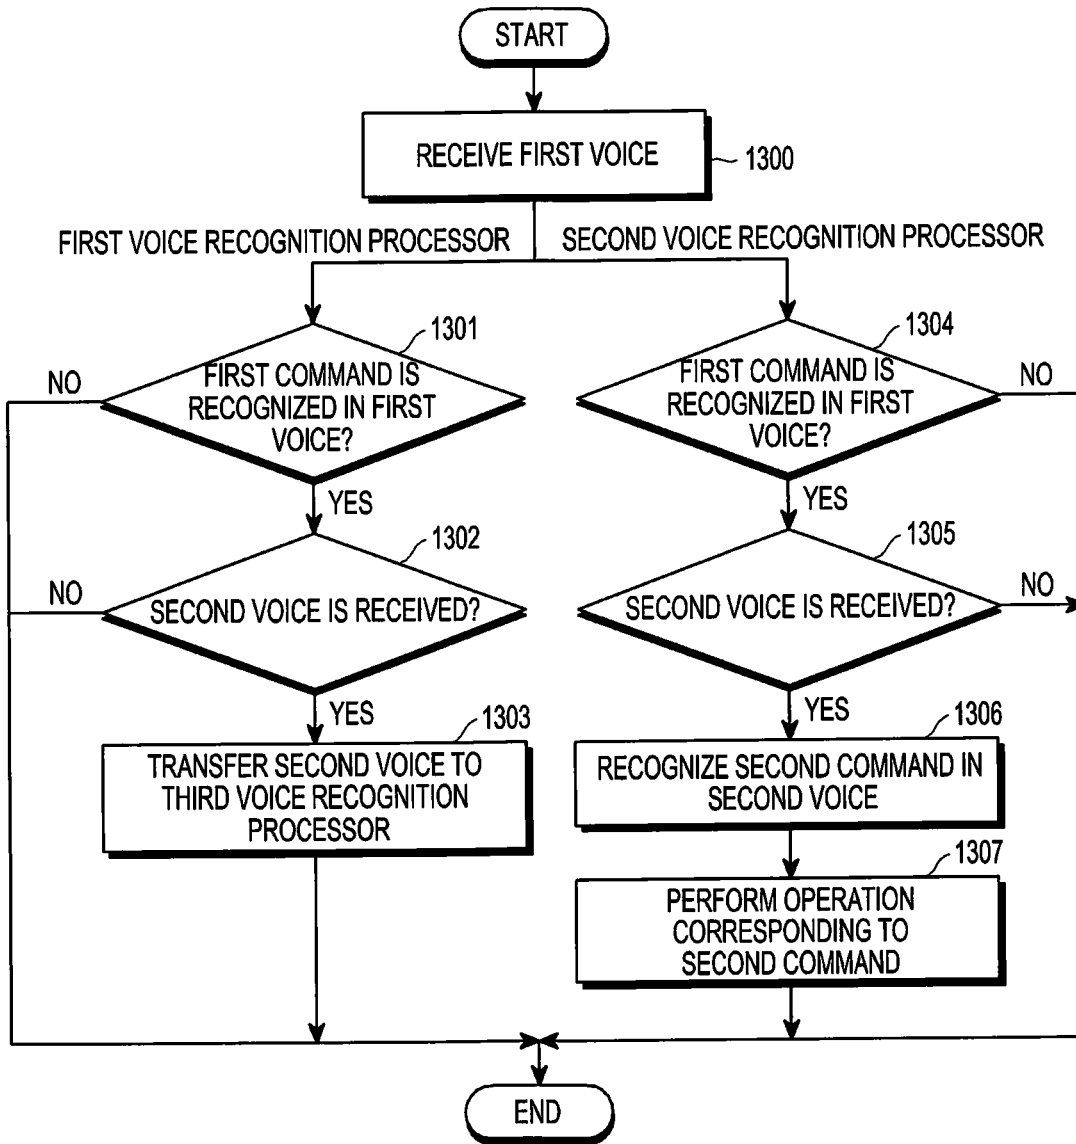 START
RECEIVE FIRST VOICE
1300
FIRST VOICE RECOGNITION PROCESSOR
SECOND VOICE RECOGNITION PROCESSOR
1301
NO
FIRST COMMAND IS
RECOGNIZED IN FIRST
VOICE?
YES
1302
NO
SECOND VOICE IS RECEIVED?
YES
1303
TRANSFER SECOND VOICE TO
THIRD VOICE RECOGNITION
PROCESSOR
1304
NO
FIRST COMMAND IS
RECOGNIZED IN FIRST
VOICE?
YES
1305
NO
SECOND VOICE IS RECEIVED?
YES
1306
RECOGNIZE SECOND COMMAND IN
SECOND VOICE
1307
PERFORM OPERATION
CORRESPONDING TO
SECOND COMMAND
END